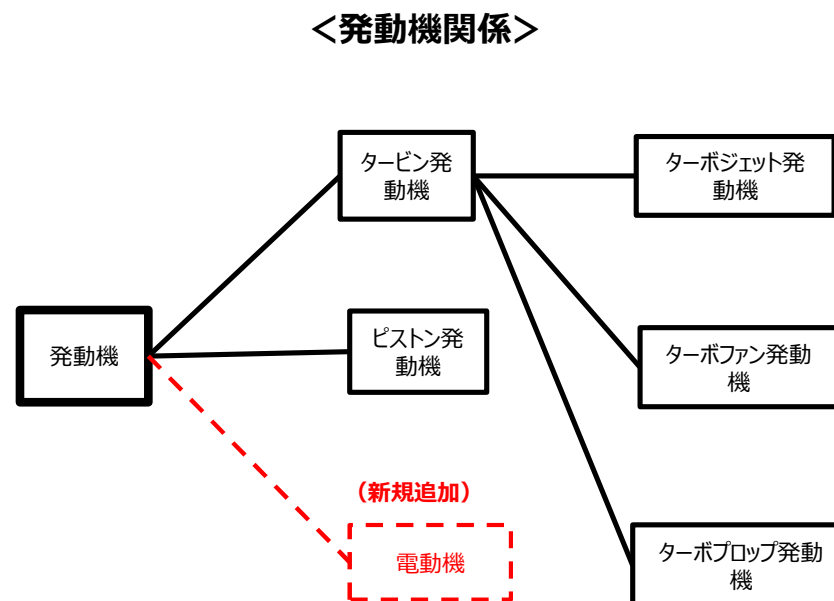 ＜発動機関係＞
タービン発
動機
ターボジェット発
動機
発動機
ピストン発
動機
ターボファン発動
機
（新規追加）
電動機
ターボプロップ発動
機